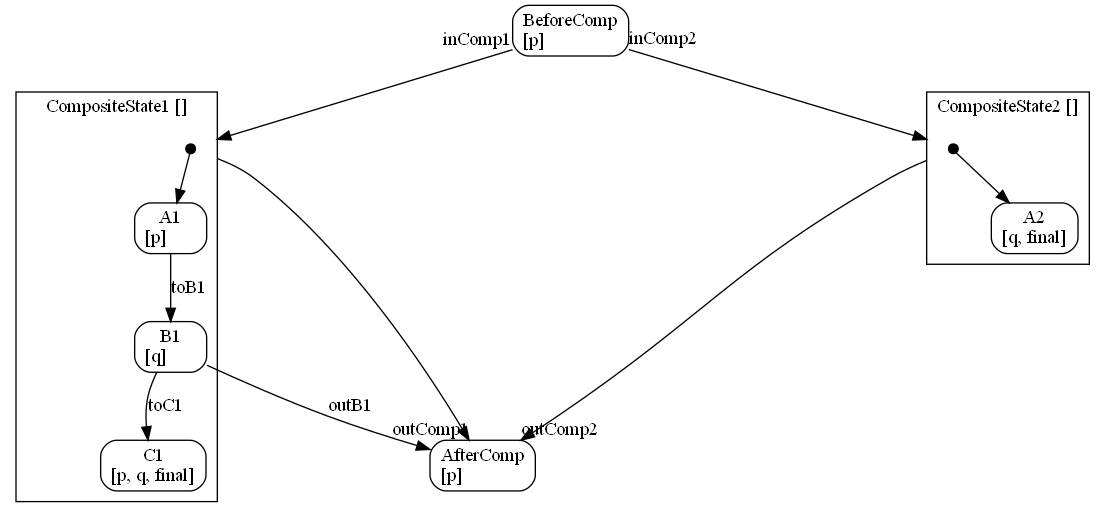 BeforeComp
[p]
inComp1
inComp2
CompositeState1 []
CompositeState2 []
A1
[p]
A2
[q, final]
toB1
B1
[q]
toC1
outB1
outComp1
outComp2
C1
[p, q, final]
AfterComp
[p]